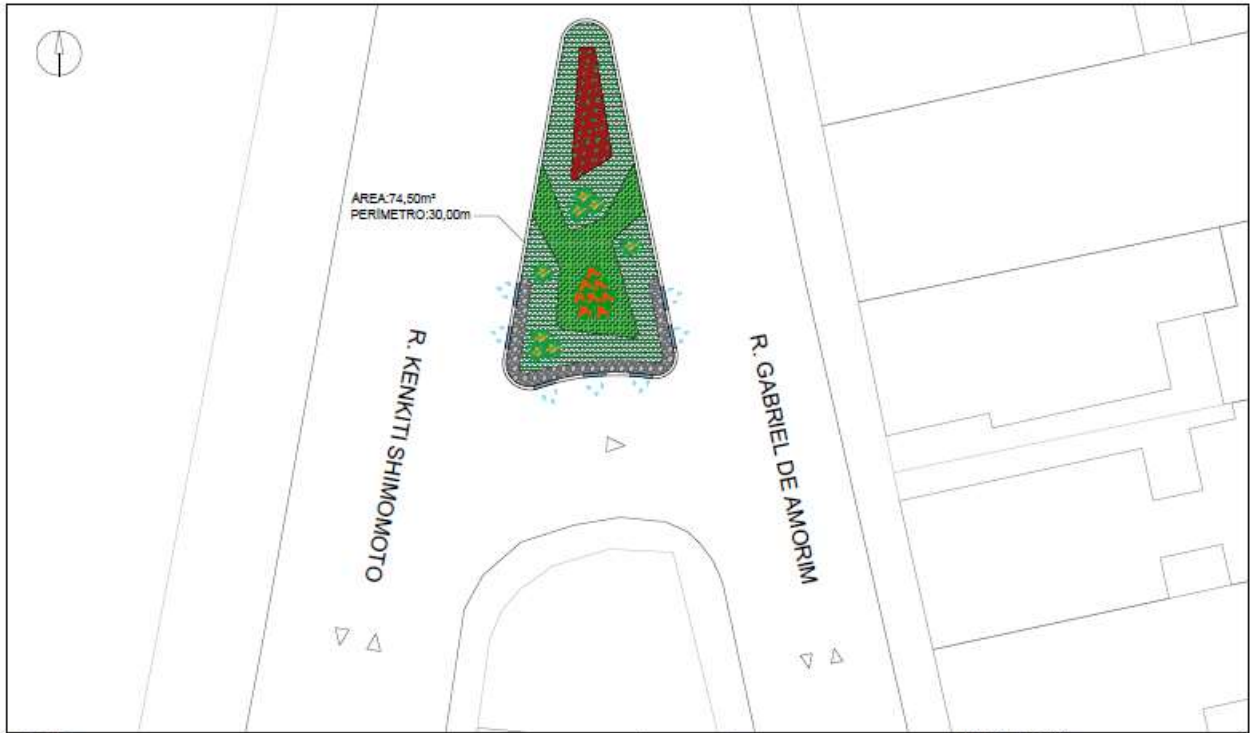 ÁREA:74,50m²
PERÍMETRO:30,00m
R. KENKITI SHIMOMOTO
R. GABRIEL DE AMORIM